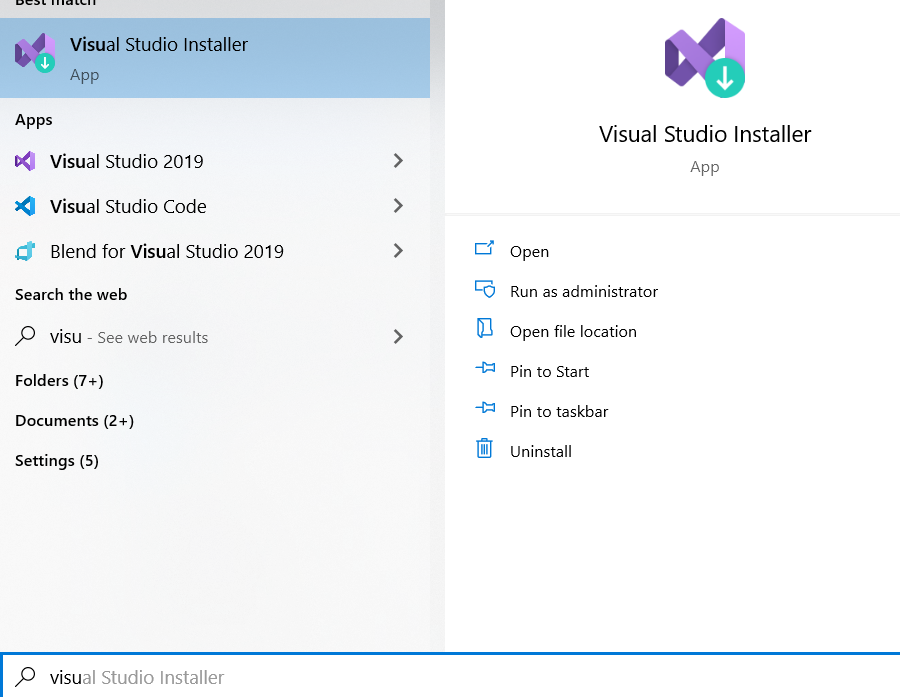 Best match
Visual Studio Installer
App
Apps
Visual Studio 2019
Visual Studio Code
Blend for Visual Studio 2019
Search the web
visu - See web results
Folders (7+)
Documents (2+)
Settings (5)
Visual Studio Installer
App
Open
Run as administrator
Open file location
Pin to Start
Pin to taskbar
Uninstall
visual Studio Installer